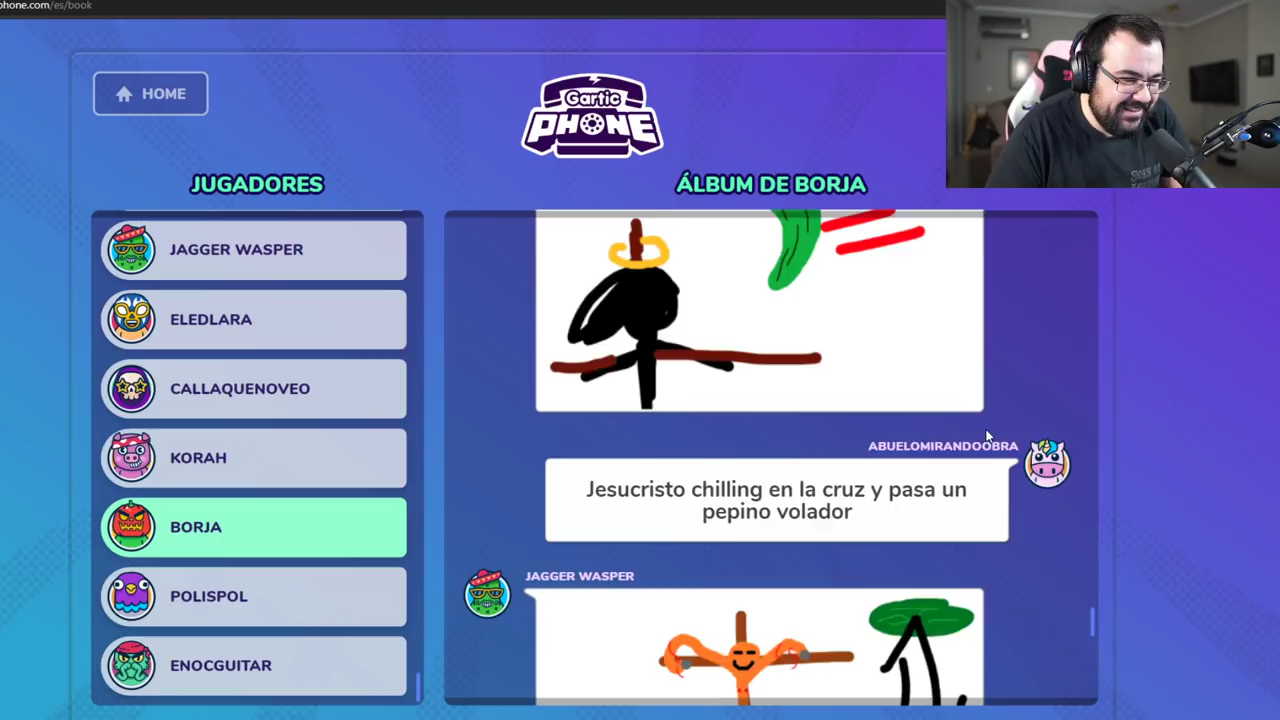 phone.com/es/book
HOME
Gartic
PHONE
JUGADORES
ÁLBUM DE BORJA
JAGGER WASPER
ELEDLARA
CALLAQUENOVEO
KORAH
BORJA
POLISPOL
ENOCGUITAR
ABUELOMIRANDOOBRA
Jesucristo chilling en la cruz y pasa un
pepino volador
JAGGER WASPER